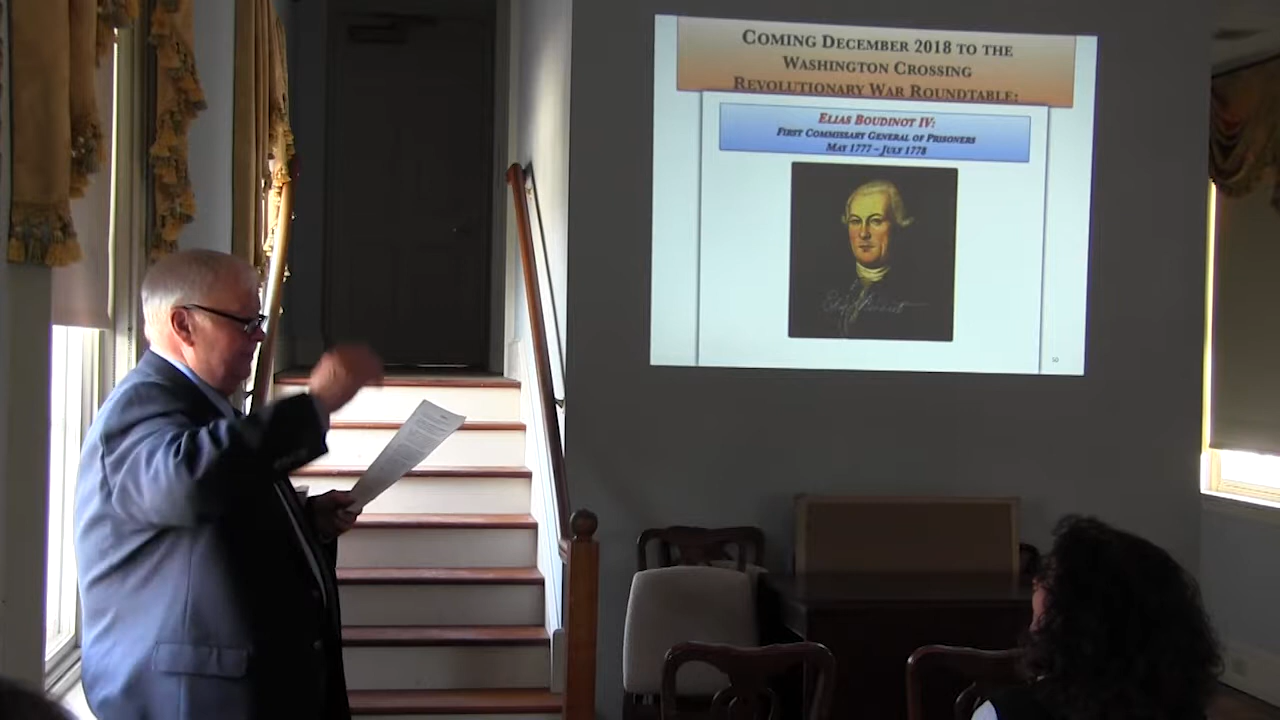 COMING DECEMBER 2018 TO THE
WASHINGTON CROSSING
REVOLUTIONARY WAR ROUNDTABLE:
ELIAS BOUDINOT IV:
FIRST COMMISSARY GENERAL OF PRISONERS
MAY 1777 – JULY 1778
50